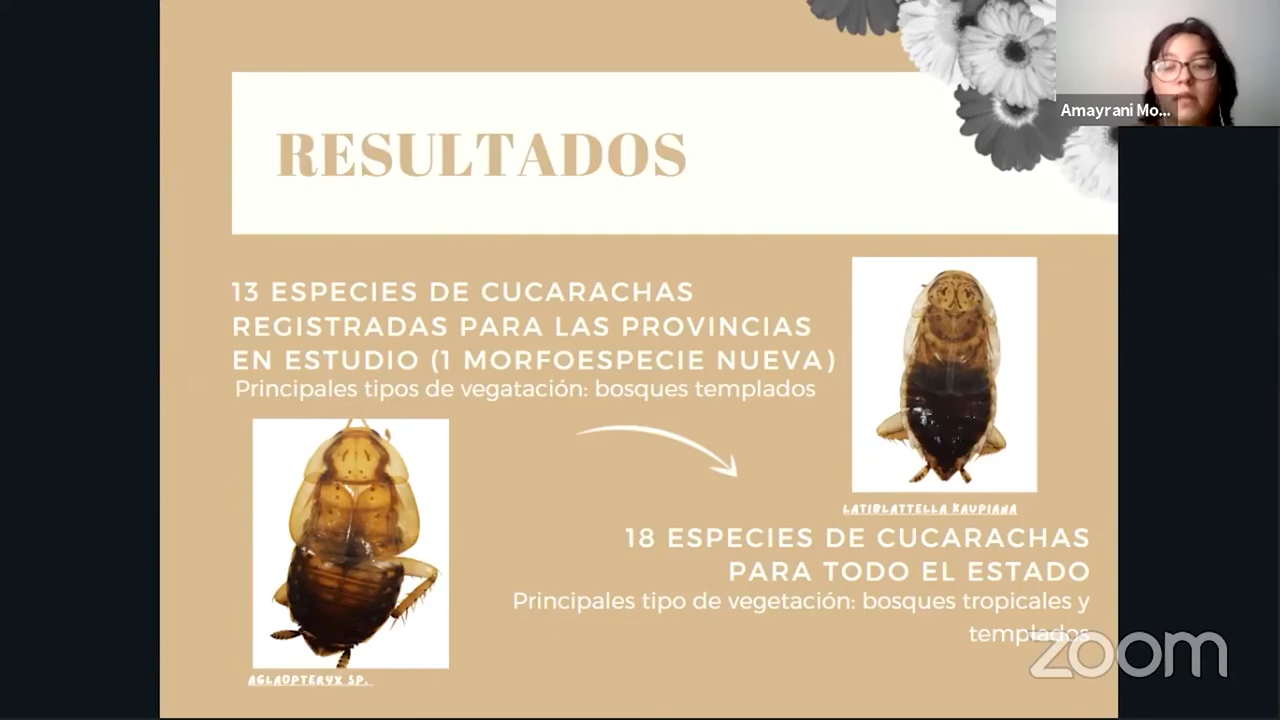 Amayrani Mo...
RESULTADOS
13 ESPECIES DE CUCARACHAS
REGISTRADAS PARA LAS PROVINCIAS
EN ESTUDIO (1 MORFOESPECIE NUEVA)
Principales tipos de vegatación: bosques templados
LATIBLATTELLA KAUPIANA
18 ESPECIES DE CUCARACHAS
PARA TODO EL ESTADO
Principales tipo de vegetación: bosques tropicales y
templados
AGLAOPTERYX SP.
zoom